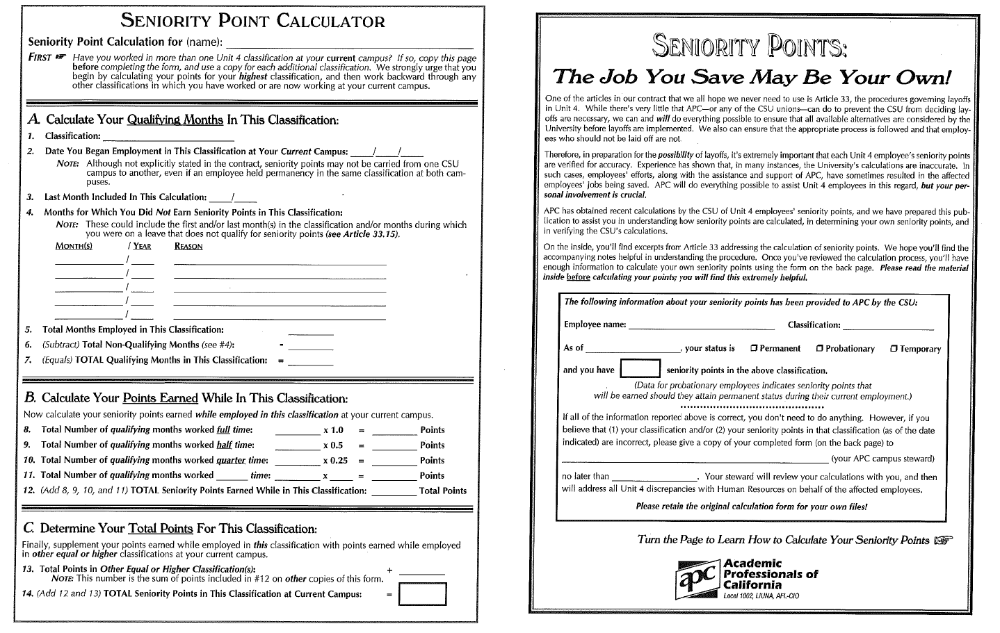 SENIORITY POINT CALCULATOR
Seniority Point Calculation for (name):
FIRST ☞ Have you worked in more than one Unit 4 classification at your current campus? If so, copy this page
before completing the form, and use a copy for each additional classification. We strongly urge that you
begin by calculating your points for your highest classification, and then work backward through any
other classifications in which you have worked or are now working at your current campus.
A. Calculate Your Qualifying Months In This Classification:
1. Classification:
2. Date You Began Employment in This Classification at Your Current Campus: ____/____/____
NOTE: Although not explicitly stated in the contract, seniority points may not be carried from one CSU
campus to another, even if an employee held permanency in the same classification at both cam-
puses.
3. Last Month Included In This Calculation: ____/____
4. Months for Which You Did Not Earn Seniority Points in This Classification:
NOTE: These could include the first and/or last month(s) in the classification and/or months during which
you were on a leave that does not qualify for seniority points (see Article 33.15).
MONTH(S) / YEAR REASON
/
/
/
/
/
5. Total Months Employed in This Classification:
6. (Subtract) Total Non-Qualifying Months (see #4): -
7. (Equals) TOTAL Qualifying Months in This Classification: =
B. Calculate Your Points Earned While In This Classification:
Now calculate your seniority points earned while employed in this classification at your current campus.
8. Total Number of qualifying months worked full time: ____ x 1.0 = ____ Points
9. Total Number of qualifying months worked half time: ____ x 0.5 = ____ Points
10. Total Number of qualifying months worked quarter time: ____ x 0.25 = ____ Points
11. Total Number of qualifying months worked ____ time: ____ x ____ = ____ Points
12. (Add 8, 9, 10, and 11) TOTAL Seniority Points Earned While in This Classification: ____ Total Points
C. Determine Your Total Points For This Classification:
Finally, supplement your points earned while employed in this classification with points earned while employed
in other equal or higher classifications at your current campus.
13. Total Points in Other Equal or Higher Classification(s): +
NOTE: This number is the sum of points included in #12 on other copies of this form.
14. (Add 12 and 13) TOTAL Seniority Points in This Classification at Current Campus: =
SENIORITY POINTS:
The Job You Save May Be Your Own!
One of the articles in our contract that we all hope we never need to use is Article 33, the procedures governing layoffs
in Unit 4. While there's very little that APC—or any of the CSU unions—can do to prevent the CSU from deciding lay-
offs are necessary, we can and will do everything possible to ensure that all available alternatives are considered by the
University before layoffs are implemented. We also can ensure that the appropriate process is followed and that employ-
ees who should not be laid off are not.
Therefore, in preparation for the possibility of layoffs, it's extremely important that each Unit 4 employee's seniority points
are verified for accuracy. Experience has shown that, in many instances, the University's calculations are inaccurate. In
such cases, employees' efforts, along with the assistance and support of APC, have sometimes resulted in the affected
employees' jobs being saved. APC will do everything possible to assist Unit 4 employees in this regard, but your per-
sonal involvement is crucial.
APC has obtained recent calculations by the CSU of Unit 4 employees' seniority points, and we have prepared this pub-
lication to assist you in understanding how seniority points are calculated, in determining your own seniority points, and
in verifying the CSU's calculations.
On the inside, you'll find excerpts from Article 33 addressing the calculation of seniority points. We hope you'll find the
accompanying notes helpful in understanding the procedure. Once you've reviewed the calculation process, you'll have
enough information to calculate your own seniority points using the form on the back page. Please read the material
inside before calculating your points; you will find this extremely helpful.
The following information about your seniority points has been provided to APC by the CSU:
Employee name: ____ Classification: ____
As of ____, your status is ❒ Permanent ❒ Probationary ❒ Temporary
and you have seniority points in the above classification.
(Data for probationary employees indicates seniority points that
will be earned should they attain permanent status during their current employment.)
If all of the information reported above is correct, you don't need to do anything. However, if you
believe that (1) your classification and/or (2) your seniority points in that classification (as of the date
indicated) are incorrect, please give a copy of your completed form (on the back page) to
____ (your APC campus steward)
no later than ____. Your steward will review your calculations with you, and then
will address all Unit 4 discrepancies with Human Resources on behalf of the affected employees.
Please retain the original calculation form for your own files!
Turn the Page to Learn How to Calculate Your Seniority Points ☞
apc
Academic
Professionals of
California
Local 1002, LIUNA, AFL-CIO